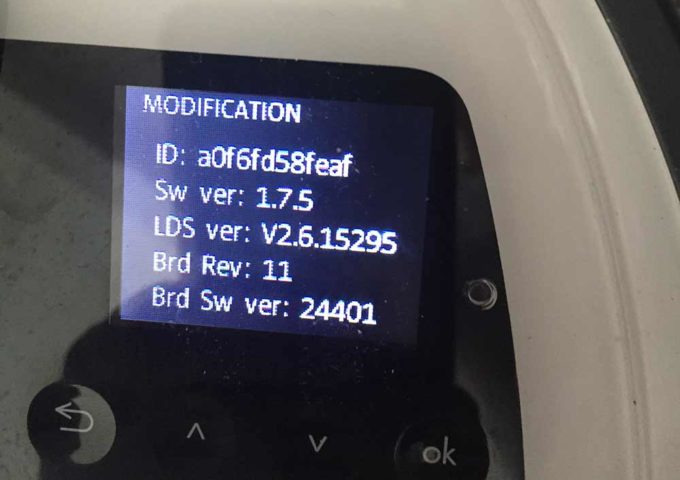 MODIFICATION
ID: a0f6fd58feaf
Sw ver: 1.7.5
LDS ver: V2.6.15295
Brd Rev: 11
Brd Sw ver: 24401
ok